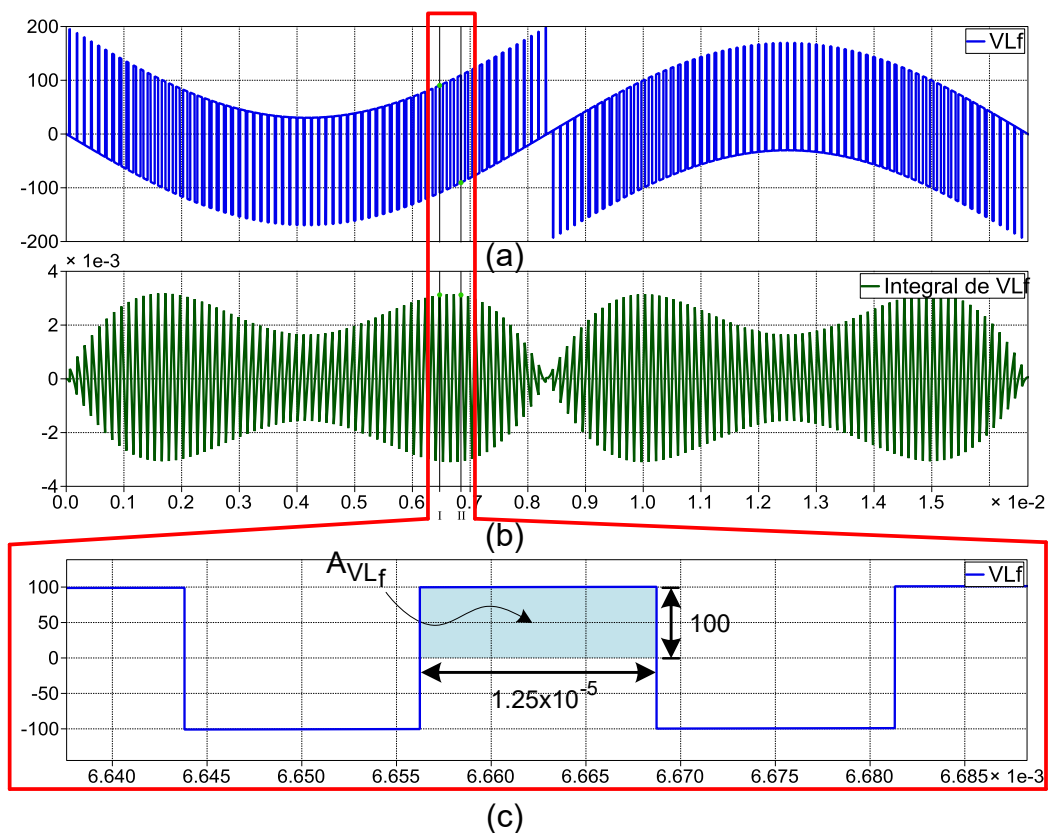 200
VLf
100
0
-100
-200
(a)
× 1e-3
4
Integral de VLf
2
0
-2
-4
0.0 0.1 0.2 0.3 0.4 0.5 0.6 0.7 0.8 0.9 1.0 1.2 1.3 1.4 1.5 × 1e-2
I II
(b)
A_VLf
VLf
100
50
0
-50
-100
100
1.25x10^-5
6.640 6.645 6.650 6.655 6.660 6.665 6.670 6.675 6.680 6.685 × 1e-3
(c)